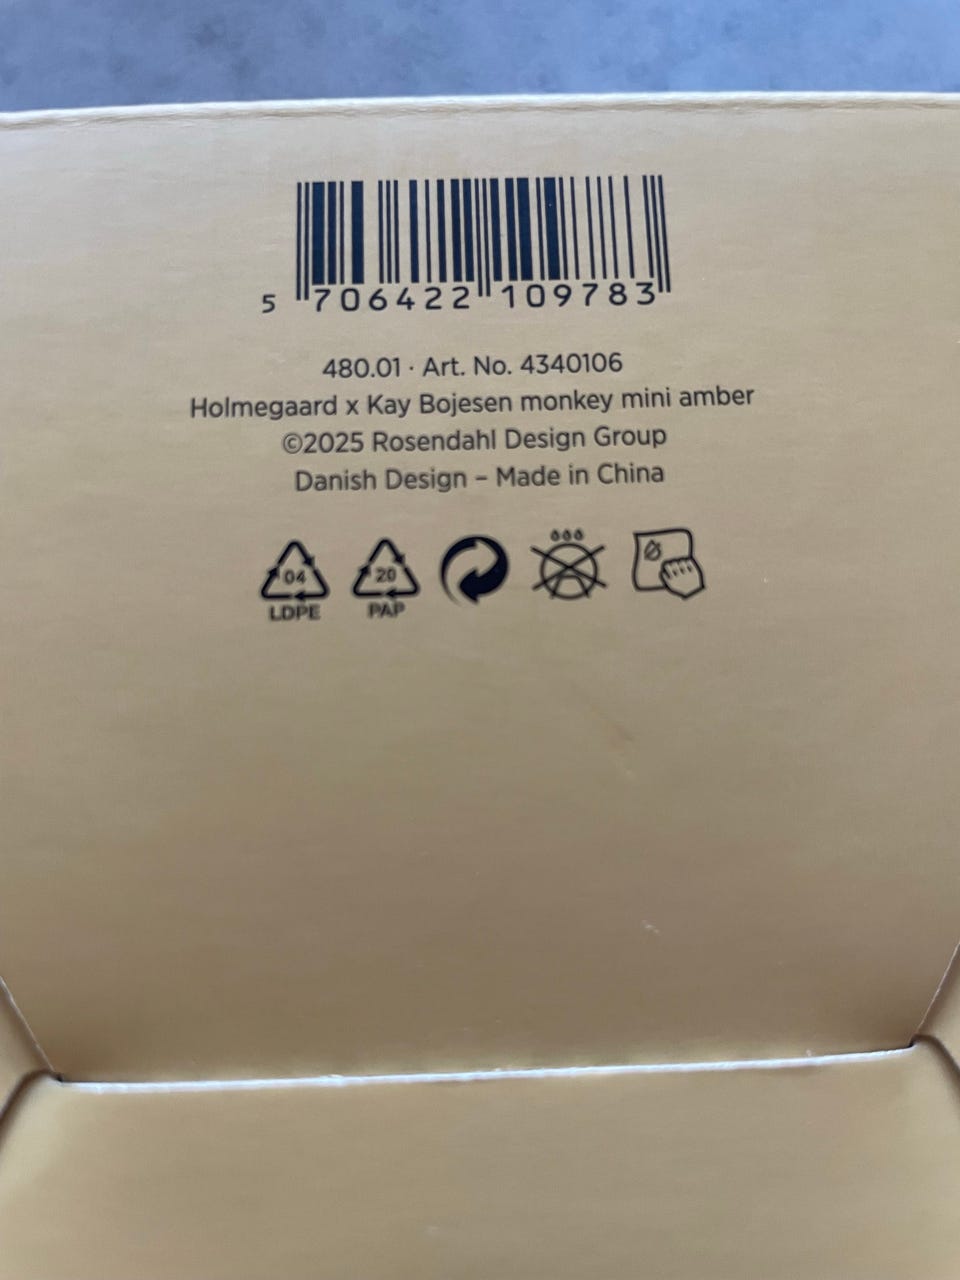 5 706422 109783
480.01 · Art. No. 4340106
Holmegaard x Kay Bojesen monkey mini amber
©2025 Rosendahl Design Group
Danish Design – Made in China
04 20
LDPE PAP